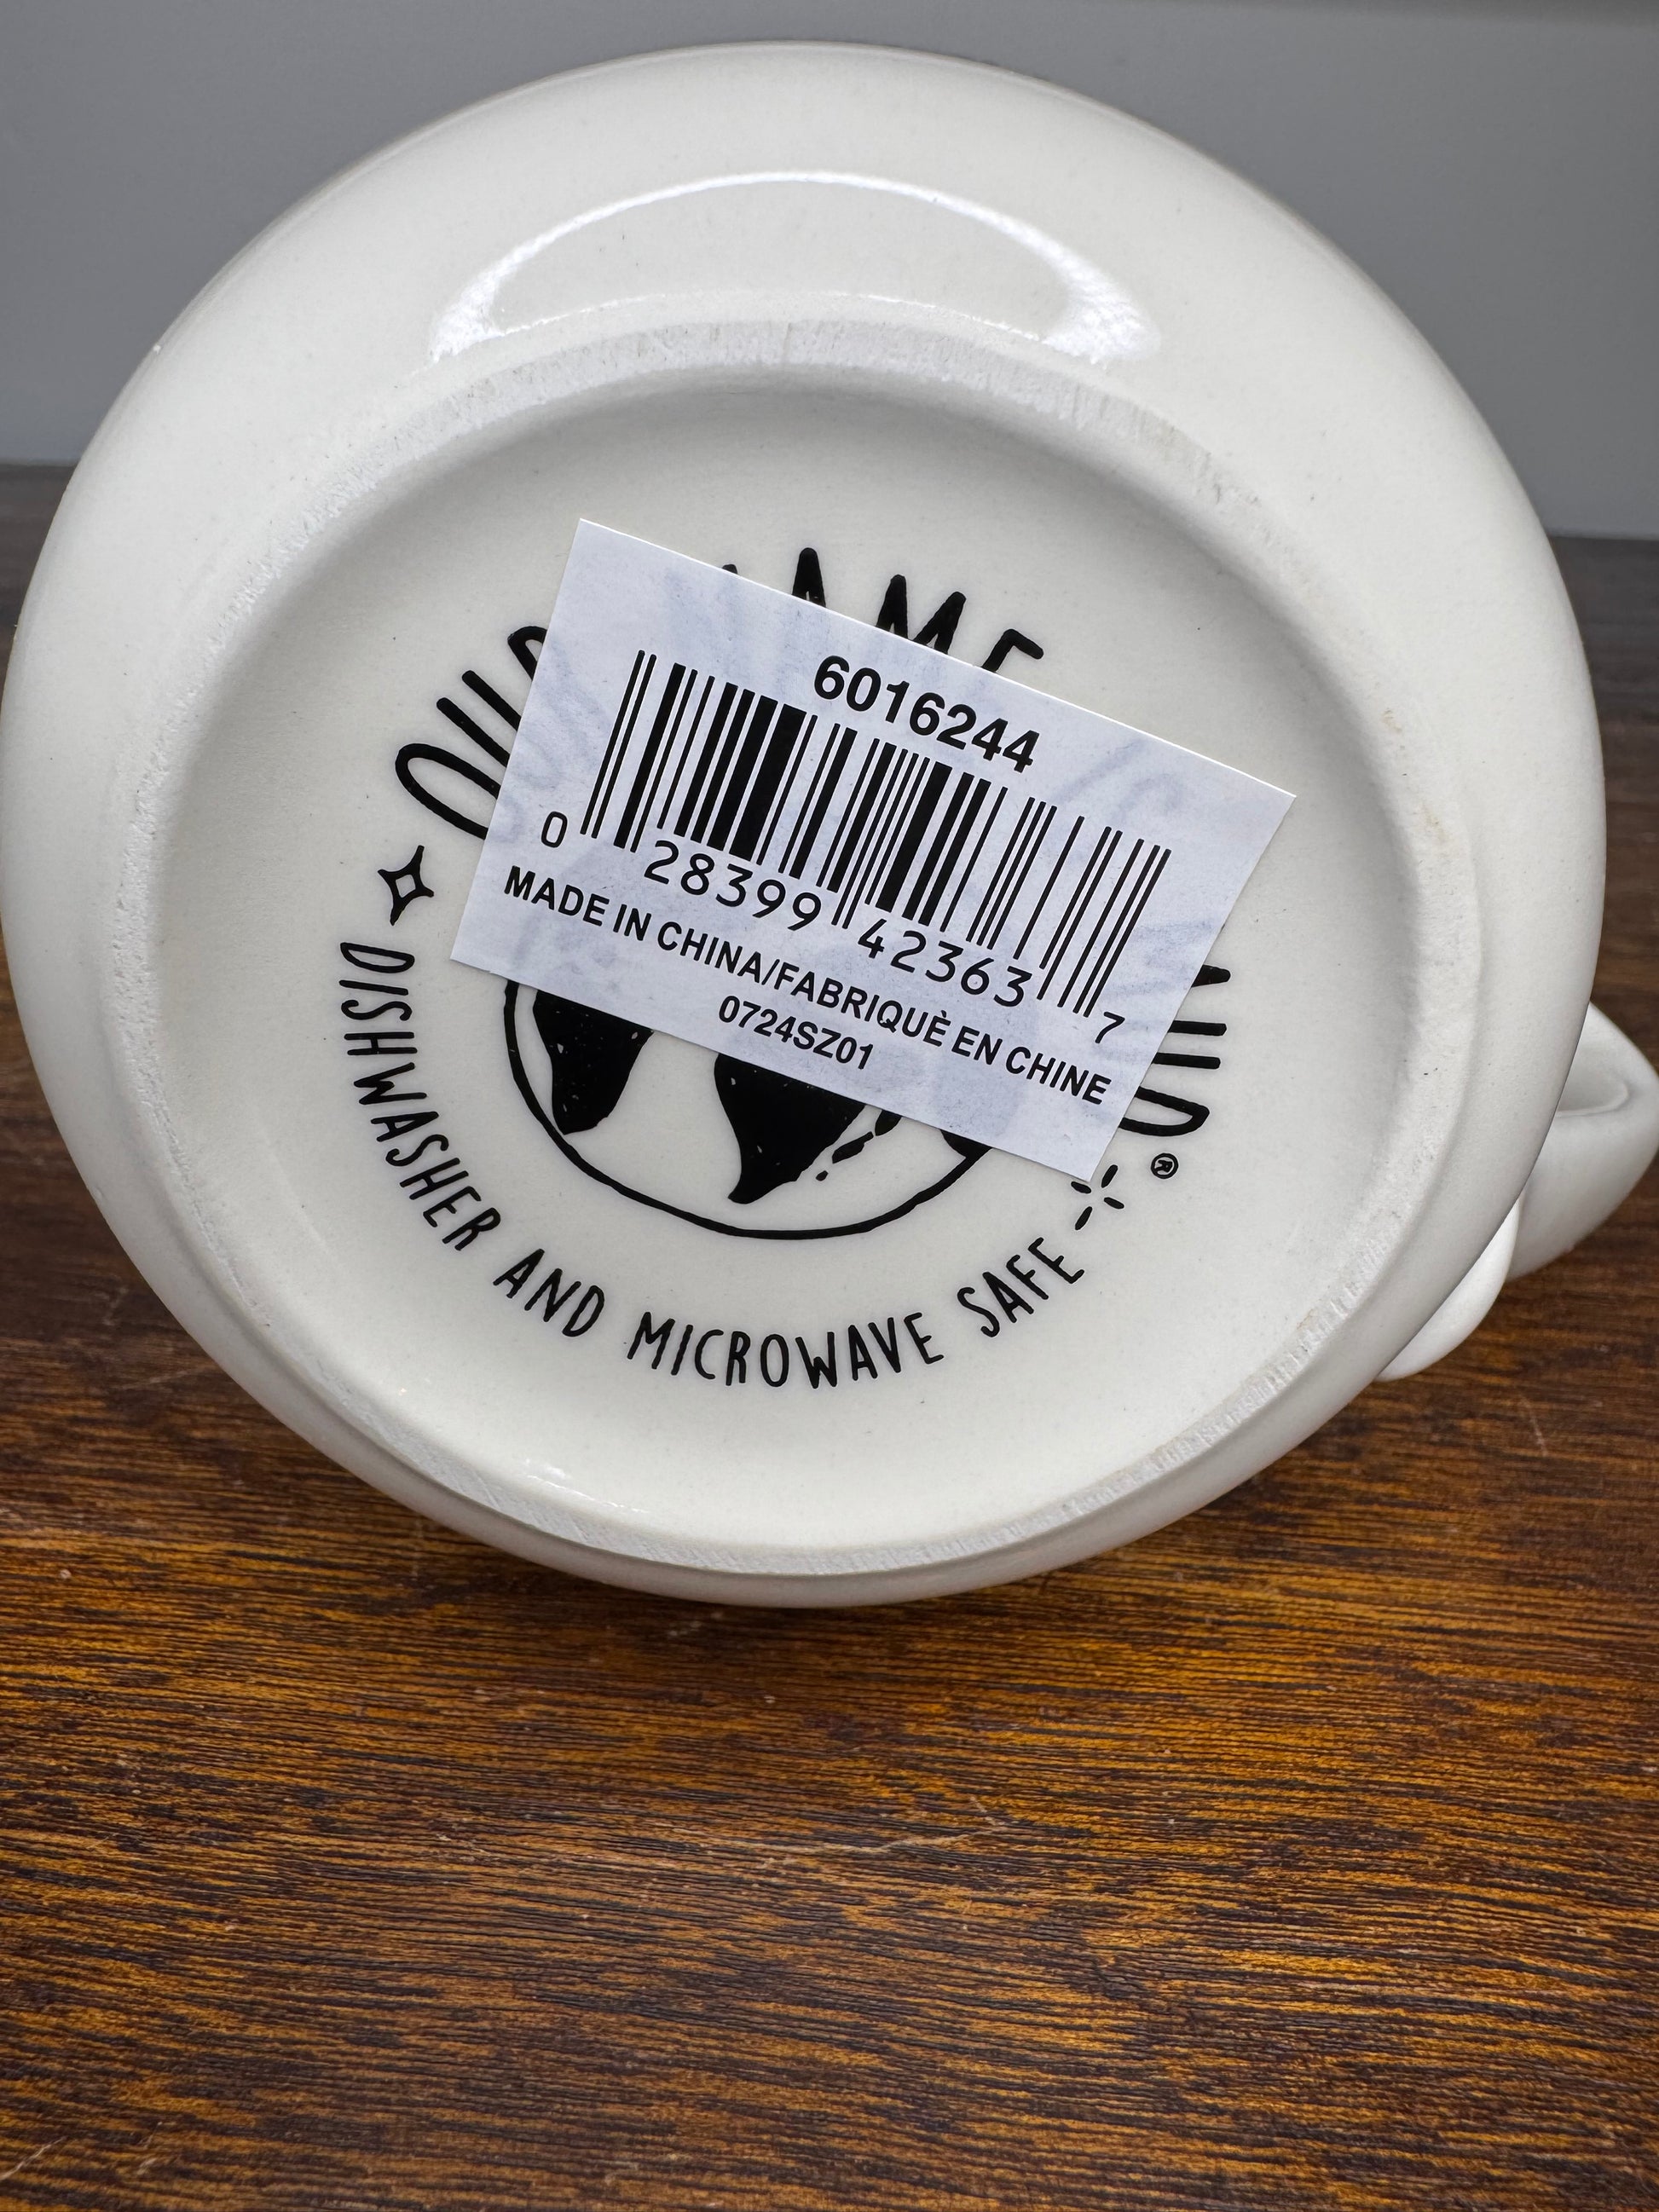 6016244
0 28399 42363 7
MADE IN CHINA/FABRIQUÈ EN CHINE
0724SZ01
®
DISHWASHER AND MICROWAVE SAFE